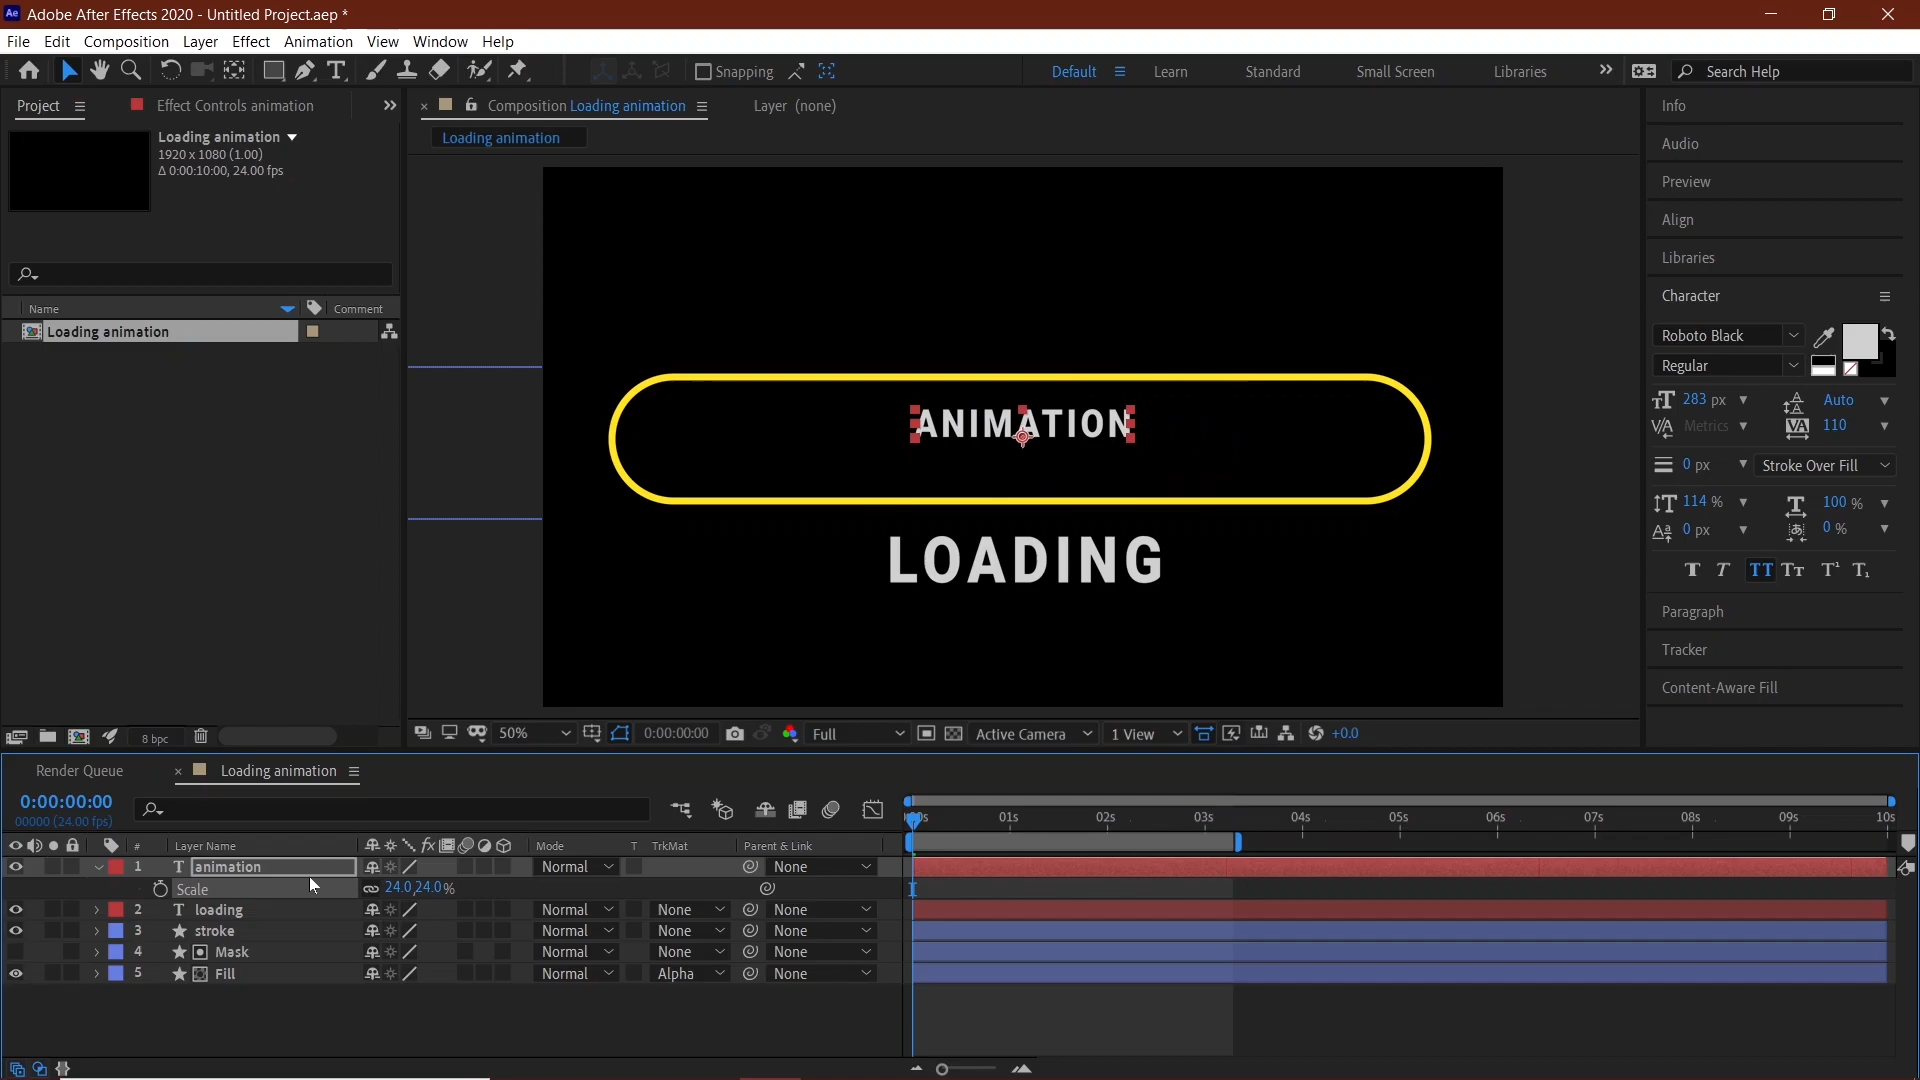 Ae Adobe After Effects 2020 - Untitled Project.aep *
File Edit Composition Layer Effect Animation View Window Help
Snapping Default Learn Standard Small Screen Libraries Search Help
Project Effect Controls animation Composition Loading animation Layer (none)
Loading animation
Loading animation
1920 x 1080 (1.00)
Δ 0:00:10:00, 24.00 fps
Name Comment
Loading animation
8 bpc
ANIMATION
LOADING
50% 0:00:00:00 Full Active Camera 1 View +0.0
Info
Audio
Preview
Align
Libraries
Character
Roboto Black
Regular
283 px Auto
Metrics 110
0 px Stroke Over Fill
114 % 100 %
0 px 0 %
Paragraph
Tracker
Content-Aware Fill
Render Queue Loading animation
0:00:00:00
00000 (24.00 fps)
01s 02s 03s 04s 05s 06s 07s 08s 09s 10s
# Layer Name Mode T TrkMat Parent & Link
1 T animation Normal None
Scale 24.0,24.0%
2 T loading Normal None None
3 stroke Normal None None
4 Mask Normal None None
5 Fill Normal Alpha None